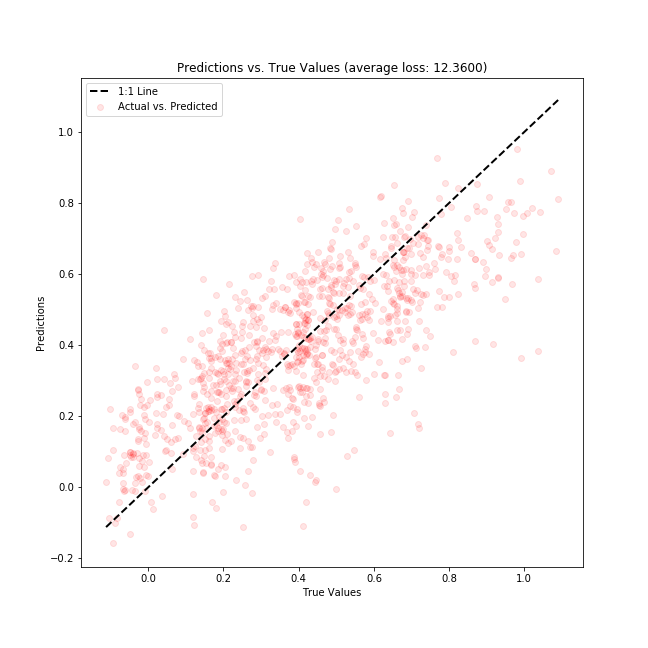 Predictions vs. True Values (average loss: 12.3600)
1:1 Line
Actual vs. Predicted
1.0
0.8
0.6
0.4
0.2
0.0
−0.2
Predictions
0.0 0.2 0.4 0.6 0.8 1.0
True Values